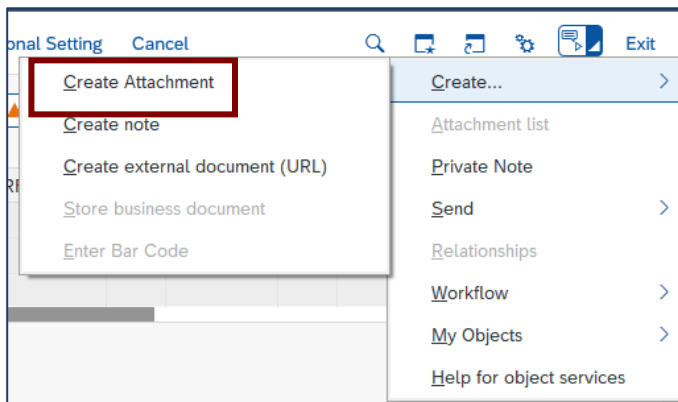 onal Setting Cancel Exit
Create Attachment
Create note
Create external document (URL)
Store business document
Enter Bar Code
Create...
Attachment list
Private Note
Send
Relationships
Workflow
My Objects
Help for object services